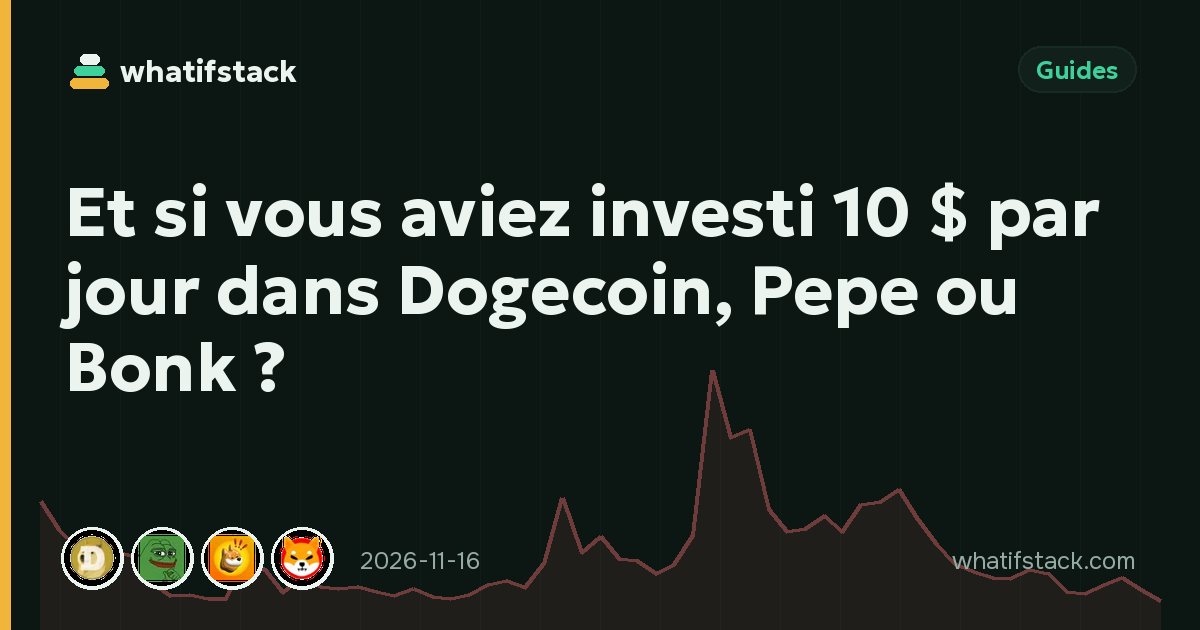 whatifstack
Guides
Et si vous aviez investi 10 $ par
jour dans Dogecoin, Pepe ou
Bonk ?
D
2026-11-16
whatifstack.com